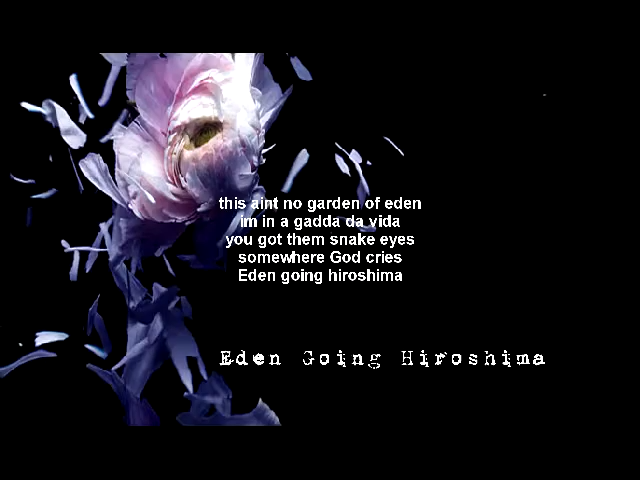 this aint no garden of eden
im in a gadda da vida
you got them snake eyes
somewhere God cries
Eden going hiroshima
Eden Going Hiroshima